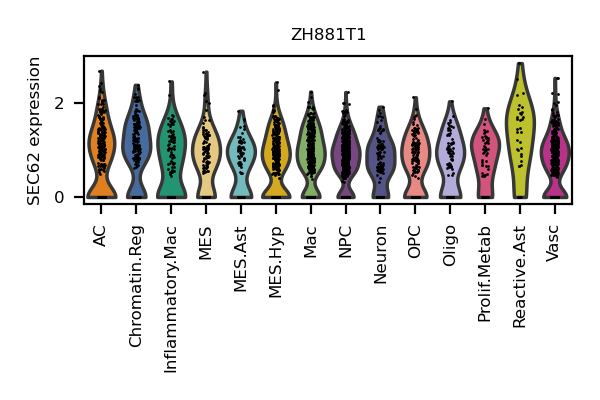 ZH881T1
SEC62 expression
2
0
AC
Chromatin.Reg
Inflammatory.Mac
MES
MES.Ast
MES.Hyp
Mac
NPC
Neuron
OPC
Oligo
Prolif.Metab
Reactive.Ast
Vasc